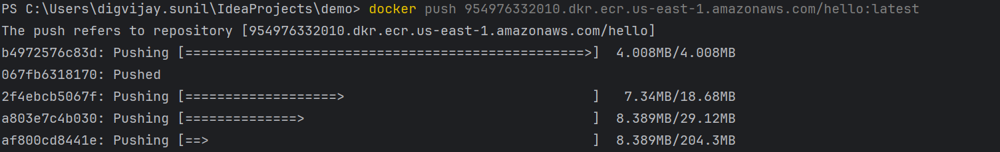 PS C:\Users\digvijay.sunil\IdeaProjects\demo> docker push 954976332010.dkr.ecr.us-east-1.amazonaws.com/hello:latest
The push refers to repository [954976332010.dkr.ecr.us-east-1.amazonaws.com/hello]
b4972576c83d: Pushing [==================================================>]  4.008MB/4.008MB
067fb6318170: Pushed
2f4ebcb5067f: Pushing [===================>                               ]   7.34MB/18.68MB
a803e7c4b030: Pushing [==============>                                    ]  8.389MB/29.12MB
af800cd8441e: Pushing [==>                                                ]  8.389MB/204.3MB